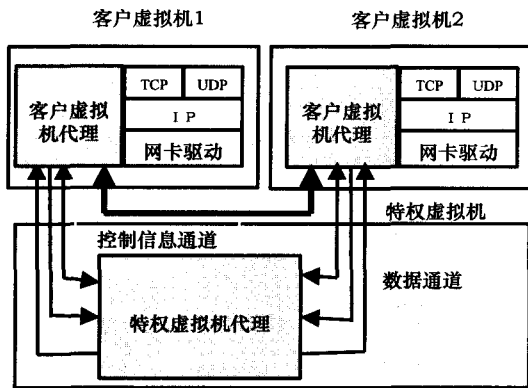 客户虚拟机1
客户虚拟机2
客户虚拟
机代理
TCP
UDP
I P
网卡驱动
客户虚拟
机代理
TCP
UDP
I P
网卡驱动
特权虚拟机
控制信息通道
数据通道
特权虚拟机代理